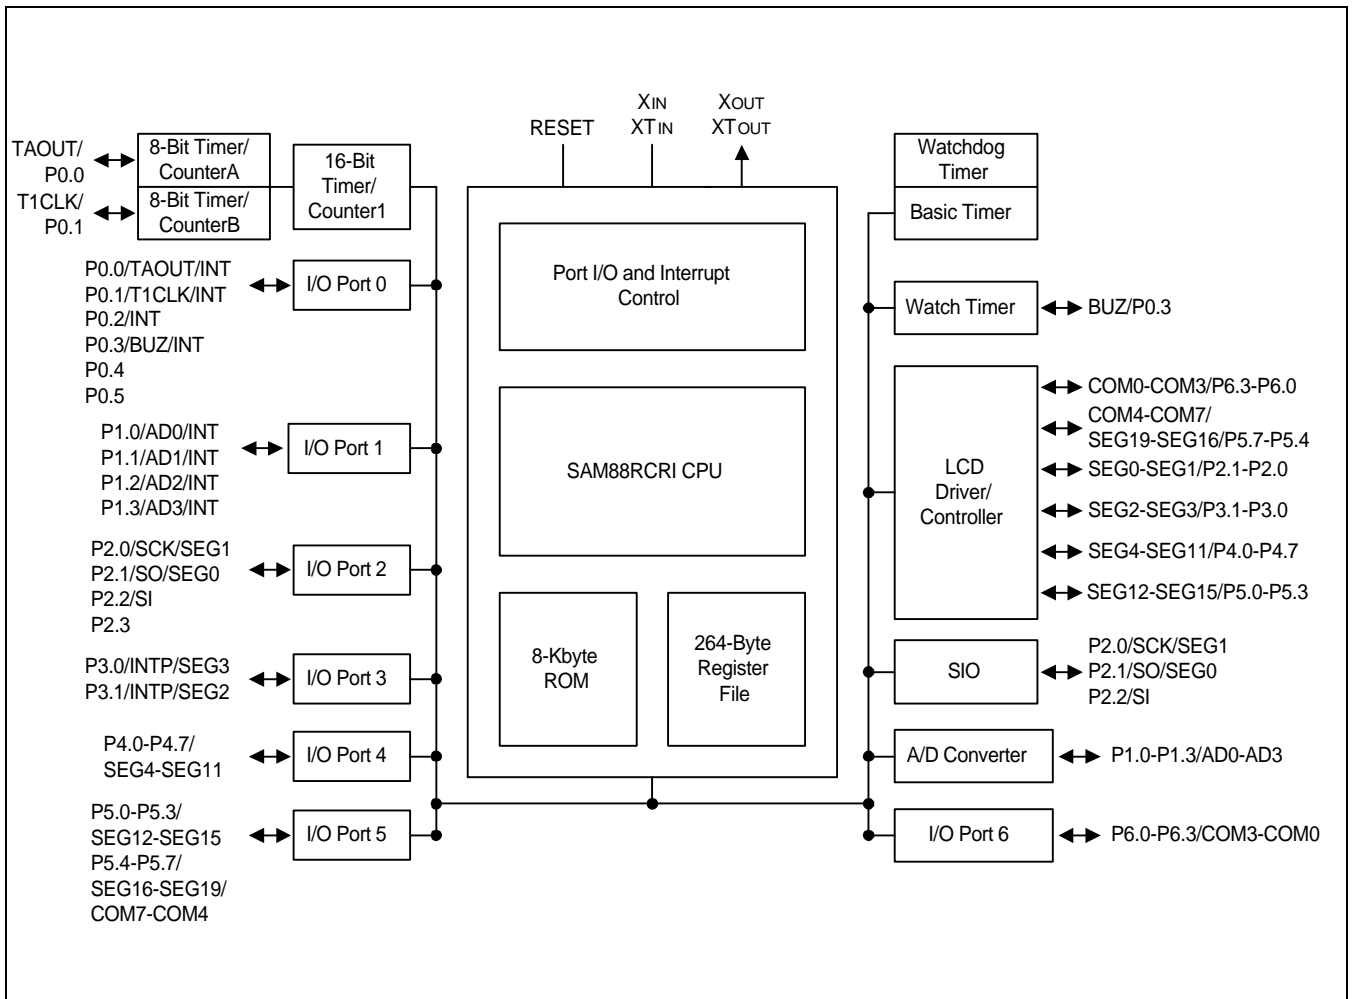 XIN
XTIN
XOUT
XTOUT
RESET
TAOUT/
P0.0
T1CLK/
P0.1
8-Bit Timer/
CounterA
8-Bit Timer/
CounterB
16-Bit
Timer/
Counter1
P0.0/TAOUT/INT
P0.1/T1CLK/INT
P0.2/INT
P0.3/BUZ/INT
P0.4
P0.5
I/O Port 0
P1.0/AD0/INT
P1.1/AD1/INT
P1.2/AD2/INT
P1.3/AD3/INT
I/O Port 1
P2.0/SCK/SEG1
P2.1/SO/SEG0
P2.2/SI
P2.3
I/O Port 2
P3.0/INTP/SEG3
P3.1/INTP/SEG2
I/O Port 3
P4.0-P4.7/
SEG4-SEG11
I/O Port 4
P5.0-P5.3/
SEG12-SEG15
P5.4-P5.7/
SEG16-SEG19/
COM7-COM4
I/O Port 5
Port I/O and Interrupt
Control
SAM88RCRI CPU
8-Kbyte
ROM
264-Byte
Register
File
Watchdog
Timer
Basic Timer
Watch Timer
BUZ/P0.3
LCD
Driver/
Controller
COM0-COM3/P6.3-P6.0
COM4-COM7/
SEG19-SEG16/P5.7-P5.4
SEG0-SEG1/P2.1-P2.0
SEG2-SEG3/P3.1-P3.0
SEG4-SEG11/P4.0-P4.7
SEG12-SEG15/P5.0-P5.3
SIO
P2.0/SCK/SEG1
P2.1/SO/SEG0
P2.2/SI
A/D Converter
P1.0-P1.3/AD0-AD3
I/O Port 6
P6.0-P6.3/COM3-COM0